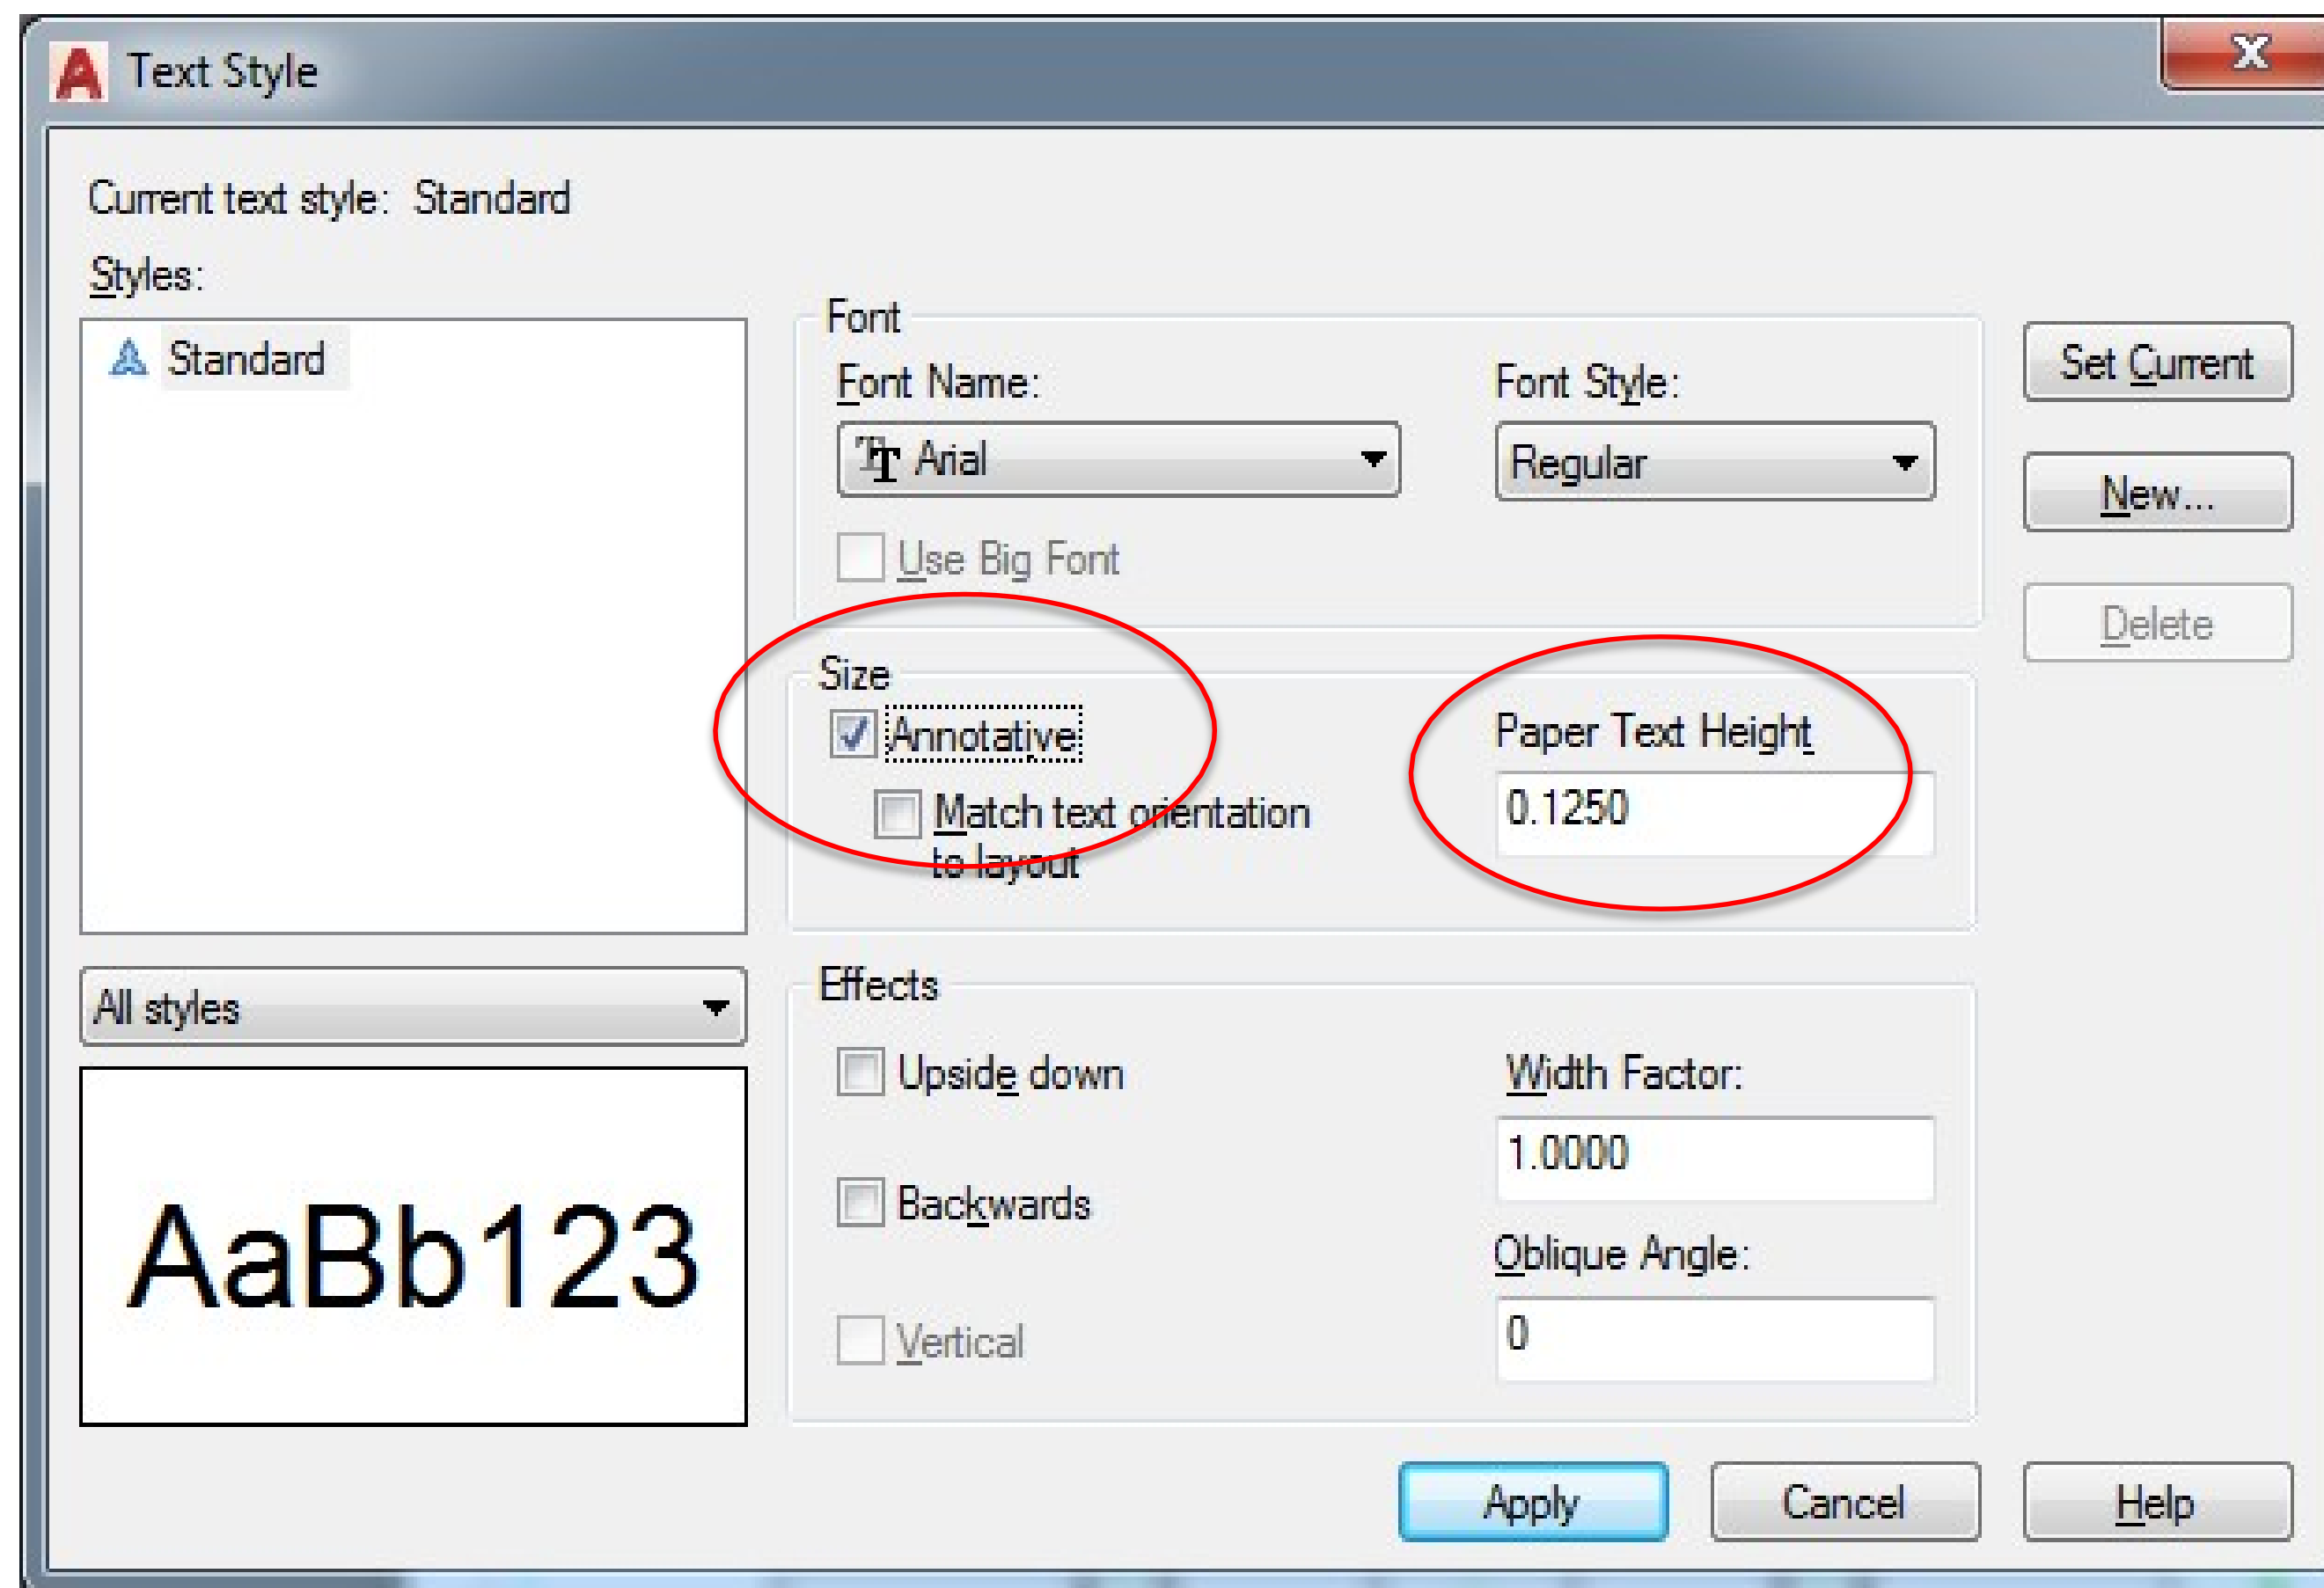 A Text Style
X
Current text style: Standard
Styles:
Standard
All styles
AaBb123
Font
Font Name:
Font Style:
Arial
Regular
Use Big Font
Size
Annotative
Match text orientation
to layout
Paper Text Height
0.1250
Effects
Upside down
Backwards
Vertical
Width Factor:
1.0000
Oblique Angle:
0
Set Current
New...
Delete
Apply
Cancel
Help